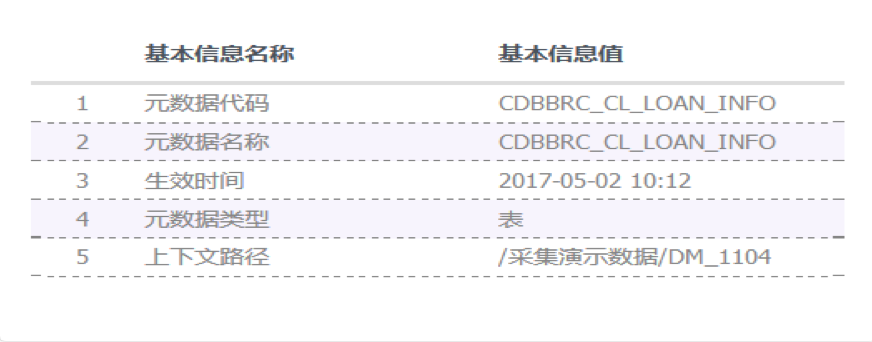 基本信息名称 基本信息值
1 元数据代码 CDBBRC_CL_LOAN_INFO
2 元数据名称 CDBBRC_CL_LOAN_INFO
3 生效时间 2017-05-02 10:12
4 元数据类型 表
5 上下文路径 /采集演示数据/DM_1104